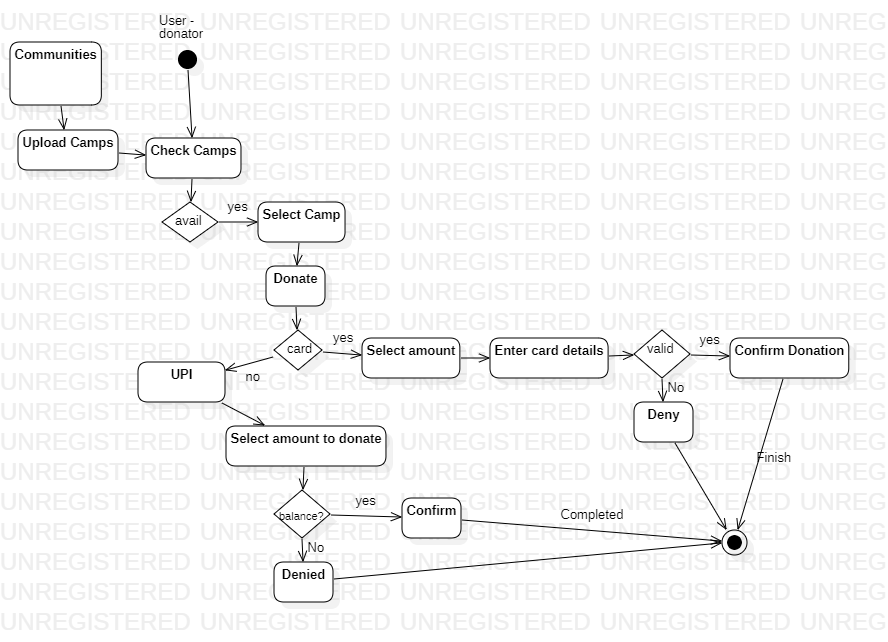 User -
donator
Communities
Upload Camps
Check Camps
avail
yes
Select Camp
Donate
card
yes
Select amount
Enter card details
valid
yes
Confirm Donation
no
UPI
No
Deny
Select amount to donate
Finish
balance?
yes
Confirm
Completed
No
Denied
UNREGISTERED UNREGISTERED UNREGISTERED UNREGISTERED UNREG